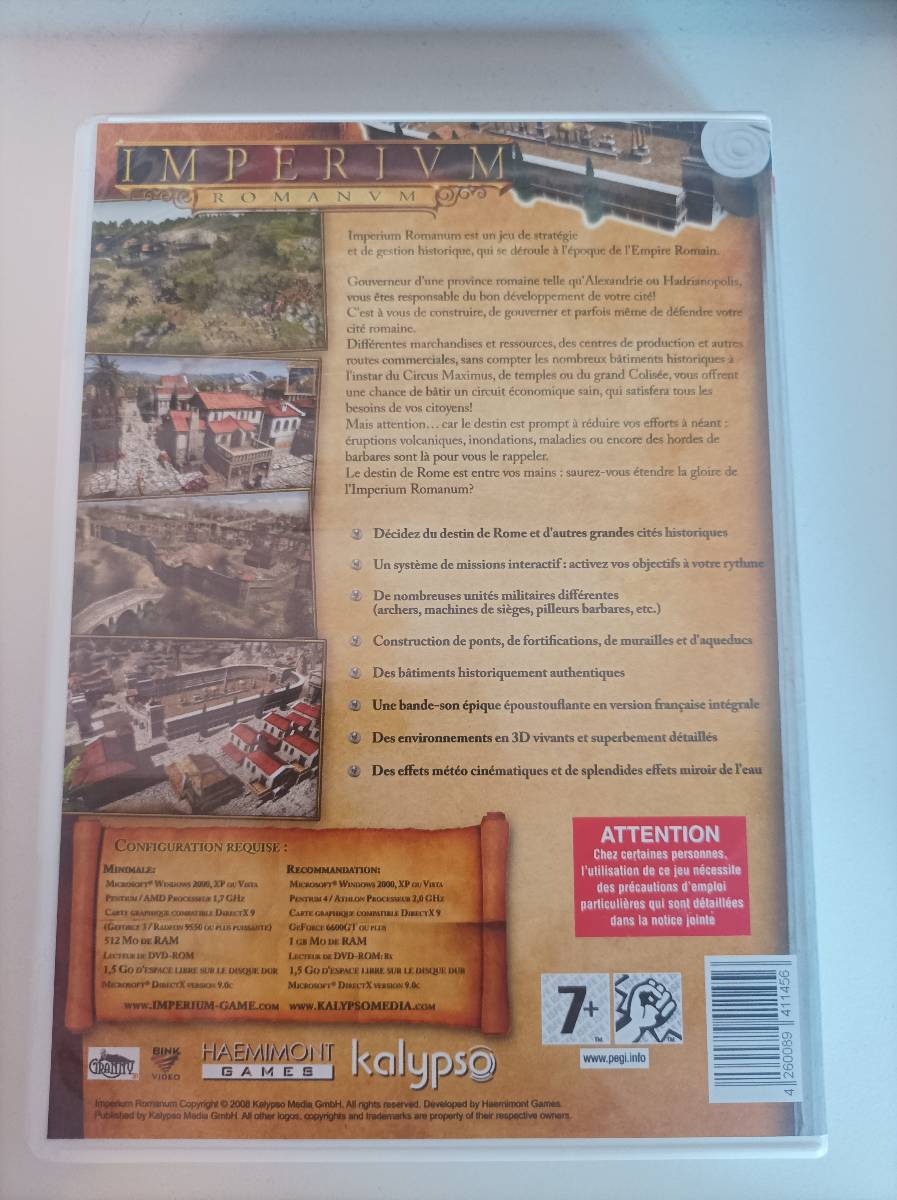 IMPERIVM
ROMANVM
Imperium Romanum est un jeu de stratégie
et de gestion historique, qui se déroule à l'époque de l'Empire Romain.
Gouverneur d'une province romaine telle qu'Alexandrie ou Hadrianopolis,
vous êtes responsable du bon développement de votre cité!
C'est à vous de construire, de gouverner et parfois même de défendre votre
cité romaine.
Différentes marchandises et ressources, des centres de production et autres
routes commerciales, sans compter les nombreux bâtiments historiques à
l'instar du Circus Maximus, de temples ou du grand Colisée, vous offrent
une chance de bâtir un circuit économique sain, qui satisfera tous les
besoins de vos citoyens!
Mais attention... car le destin est prompt à réduire vos efforts à néant :
éruptions volcaniques, inondations, maladies ou encore des hordes de
barbares sont là pour vous le rappeler.
Le destin de Rome est entre vos mains : saurez-vous étendre la gloire de
l'Imperium Romanum?
Décidez du destin de Rome et d'autres grandes cités historiques
Un système de missions interactif : activez vos objectifs à votre rythme
De nombreuses unités militaires différentes
(archers, machines de sièges, pilleurs barbares, etc.)
Construction de ponts, de fortifications, de murailles et d'aqueducs
Des bâtiments historiquement authentiques
Une bande-son épique époustouflante en version française intégrale
Des environnements en 3D vivants et superbement détaillés
Des effets météo cinématiques et de splendides effets miroir de l'eau
CONFIGURATION REQUISE :
MINIMALE:
MICROSOFT® WINDOWS 2000, XP OU VISTA
PENTIUM / AMD PROCESSEUR 1,7 GHZ
CARTE GRAPHIQUE COMPATIBLE DIRECTX 9
(GEFORCE 3 / RADEON 9550 OU PLUS PUISSANTE)
512 MO DE RAM
LECTEUR DE DVD-ROM
1,5 GO D'ESPACE LIBRE SUR LE DISQUE DUR
MICROSOFT® DIRECTX VERSION 9.0C
WWW.IMPERIUM-GAME.COM
RECOMMANDATION:
MICROSOFT® WINDOWS 2000, XP OU VISTA
PENTIUM 4 / ATHLON PROCESSEUR 2,0 GHZ
CARTE GRAPHIQUE COMPATIBLE DIRECTX 9
GEFORCE 6600GT OU PLUS
1 GB MO DE RAM
LECTEUR DE DVD-ROM: 8X
1,5 GO D'ESPACE LIBRE SUR LE DISQUE DUR
MICROSOFT® DIRECTX VERSION 9.0C
WWW.KALYPSOMEDIA.COM
ATTENTION
Chez certaines personnes,
l'utilisation de ce jeu nécessite
des précautions d'emploi
particulières qui sont détaillées
dans la notice jointe
7+
www.pegi.info
4 260089 411456
GRANNY
BINK
VIDEO
HAEMIMONT
GAMES
kalypso
Imperium Romanum Copyright © 2008 Kalypso Media GmbH. All rights reserved. Developed by Haemimont Games.
Published by Kalypso Media GmbH. All other logos, copyrights and trademarks are property of their respective owners.